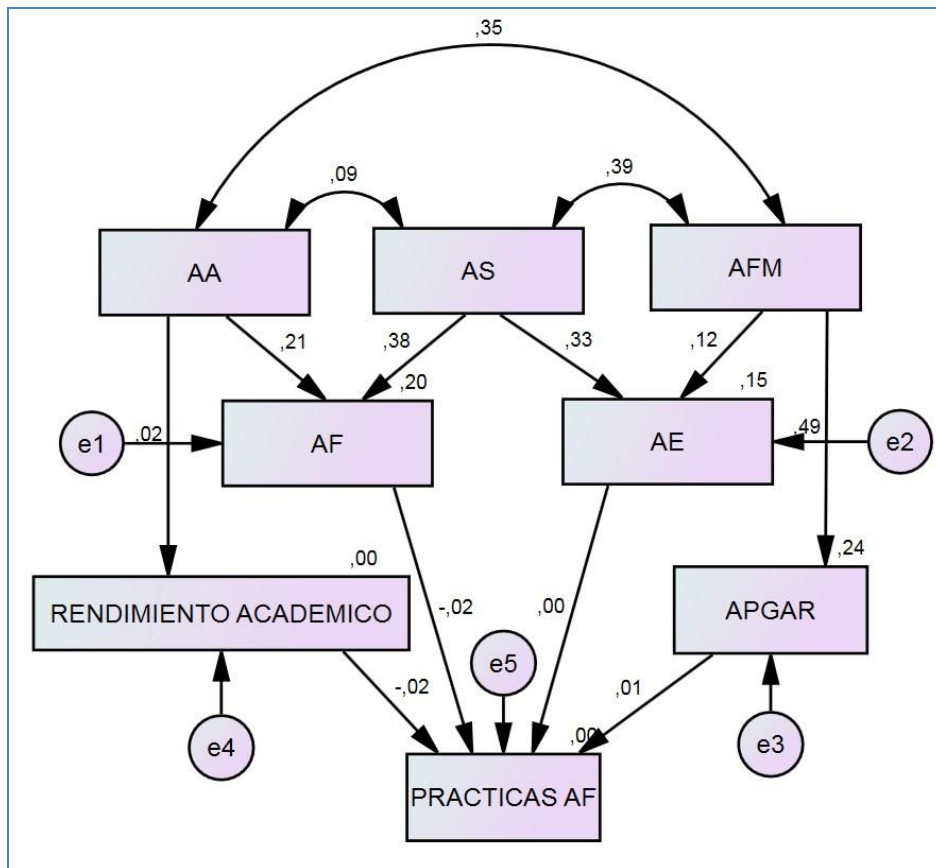 ,35
,09
,39
AA
AS
AFM
,21
,38
,33
,12
,20
,15
e1
,02
AF
AE
,49
e2
,00
,24
RENDIMIENTO ACADEMICO
-,02
,00
APGAR
e5
-,02
,01
e4
,00
e3
PRACTICAS AF